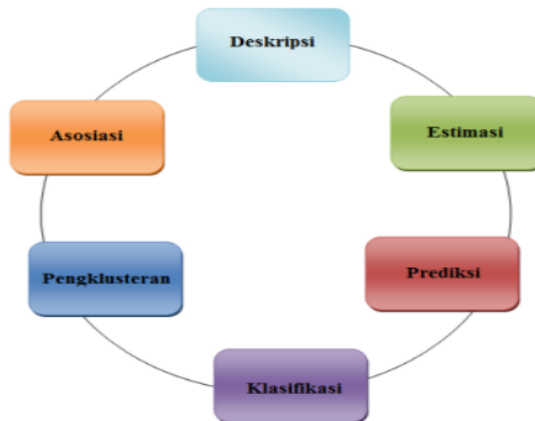 Deskripsi
Estimasi
Prediksi
Klasifikasi
Pengklusteran
Asosiasi